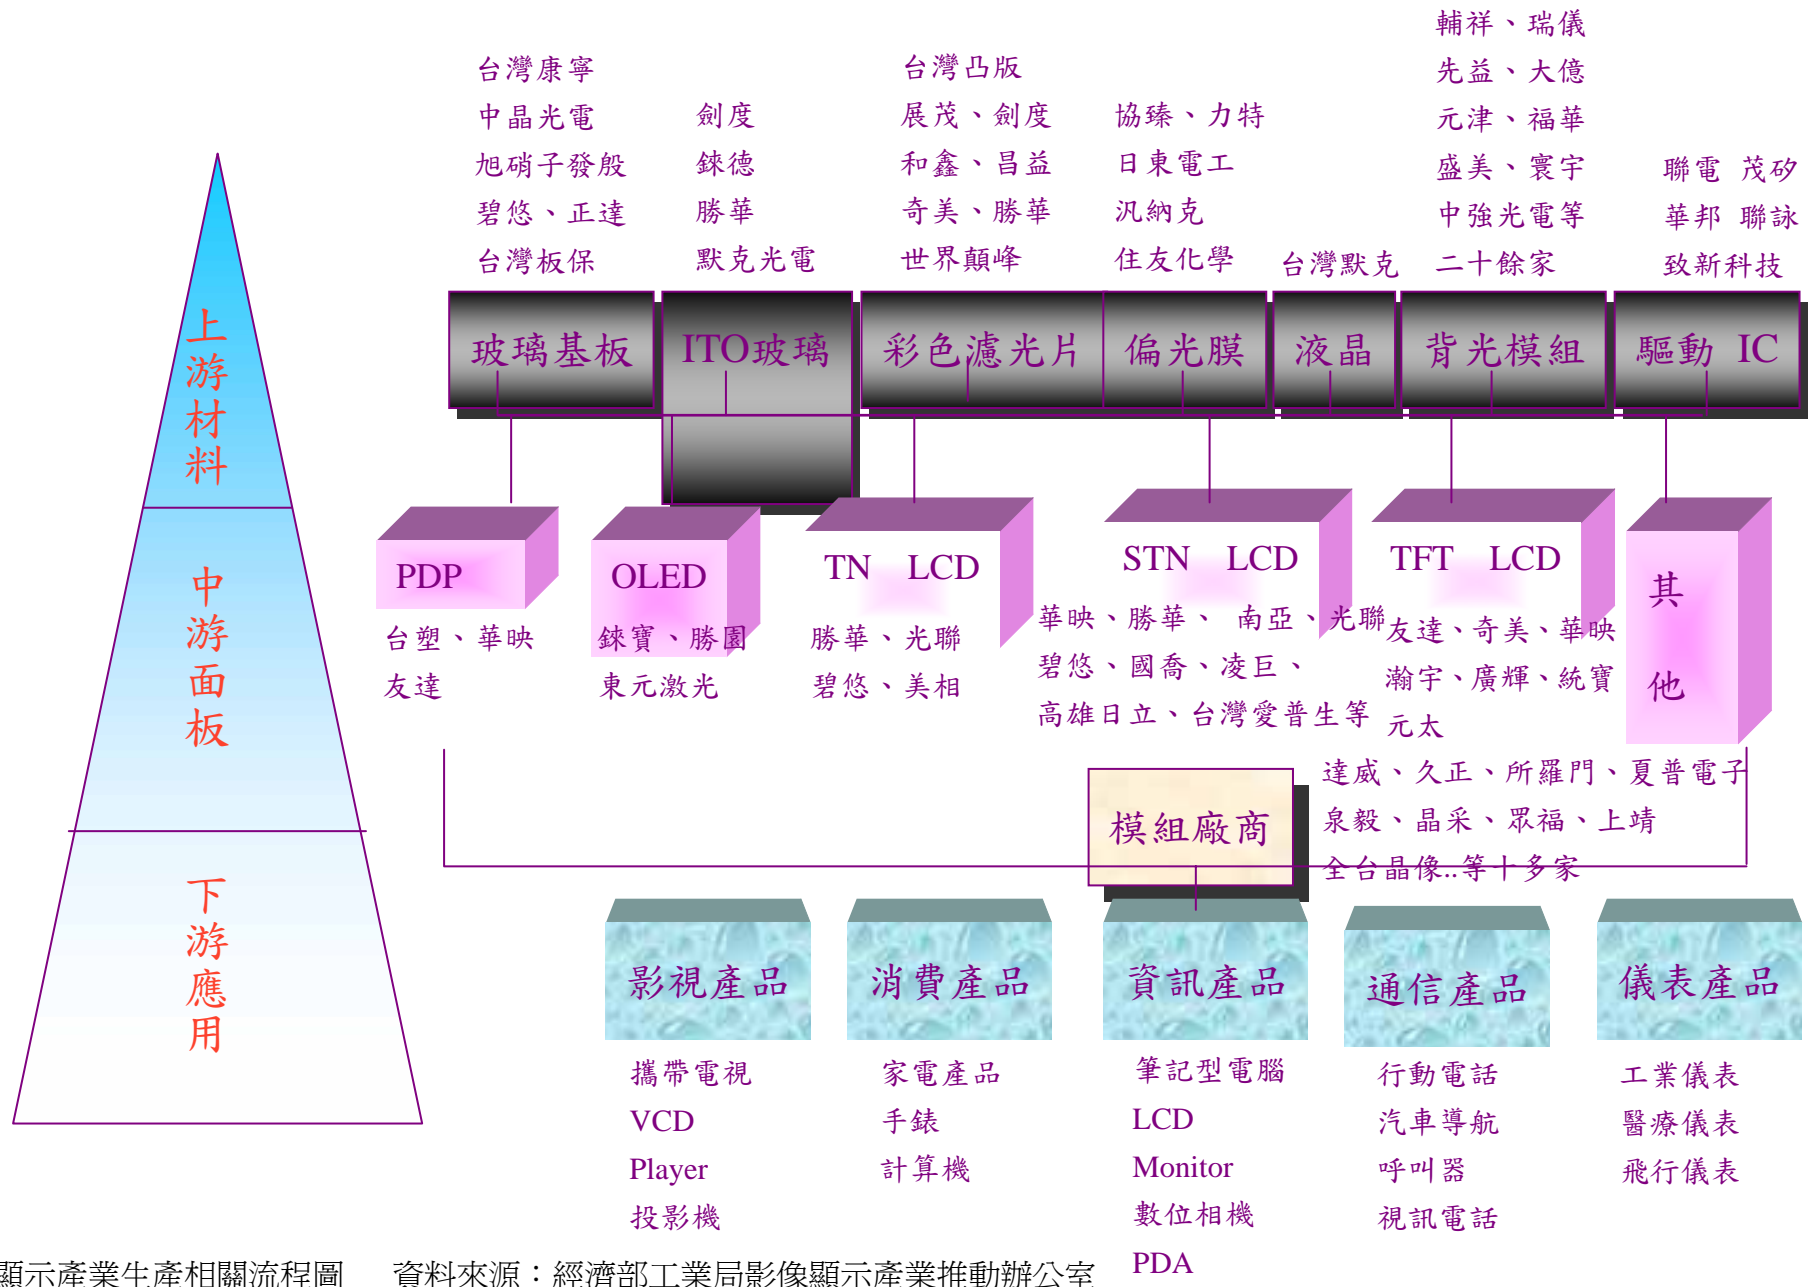 上游材料
中游面板
下游應用
台灣康寧
中晶光電
旭硝子發殷
碧悠、正達
台灣板保
玻璃基板
劍度
錸德
勝華
默克光電
ITO玻璃
台灣凸版
展茂、劍度
和鑫、昌益
奇美、勝華
世界顛峰
彩色濾光片
協臻、力特
日東電工
汎納克
住友化學
偏光膜
台灣默克
液晶
輔祥、瑞儀
先益、大億
元津、福華
盛美、寰宇
中強光電等
二十餘家
背光模組
聯電 茂矽
華邦 聯詠
致新科技
驅動 IC
PDP
台塑、華映
友達
OLED
錸寶、勝園
東元激光
TN LCD
勝華、光聯
碧悠、美相
STN LCD
華映、勝華、 南亞、光聯
碧悠、國喬、凌巨、
高雄日立、台灣愛普生等
TFT LCD
友達、奇美、華映
瀚宇、廣輝、統寶
元太
其他
模組廠商
達威、久正、所羅門、夏普電子
泉毅、晶采、眾福、上靖
全台晶像..等十多家
影視產品
攜帶電視
VCD
Player
投影機
消費產品
家電產品
手錶
計算機
資訊產品
筆記型電腦
LCD
Monitor
數位相機
PDA
通信產品
行動電話
汽車導航
呼叫器
視訊電話
儀表產品
工業儀表
醫療儀表
飛行儀表
顯示產業生產相關流程圖 資料來源：經濟部工業局影像顯示產業推動辦公室